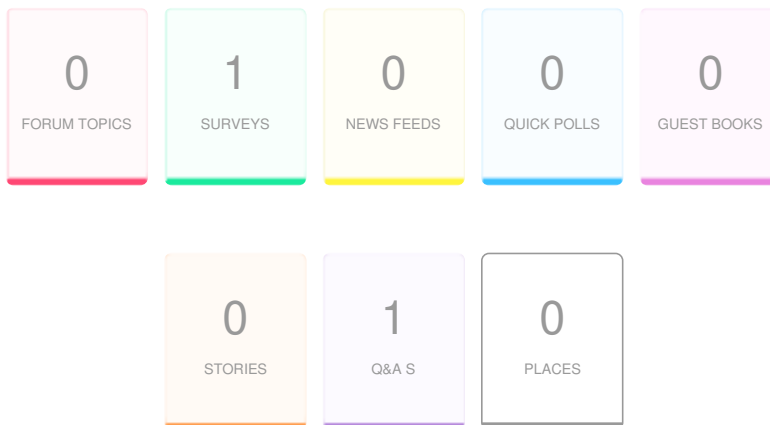 0 1 0 0 0
FORUM TOPICS SURVEYS NEWS FEEDS QUICK POLLS GUEST BOOKS
0 1 0
STORIES Q&A S PLACES